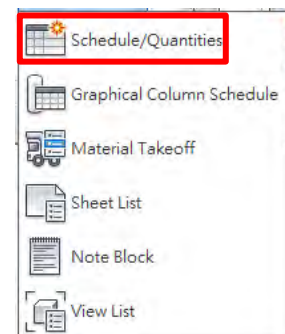 Schedule/Quantities
Graphical Column Schedule
Material Takeoff
Sheet List
Note Block
View List